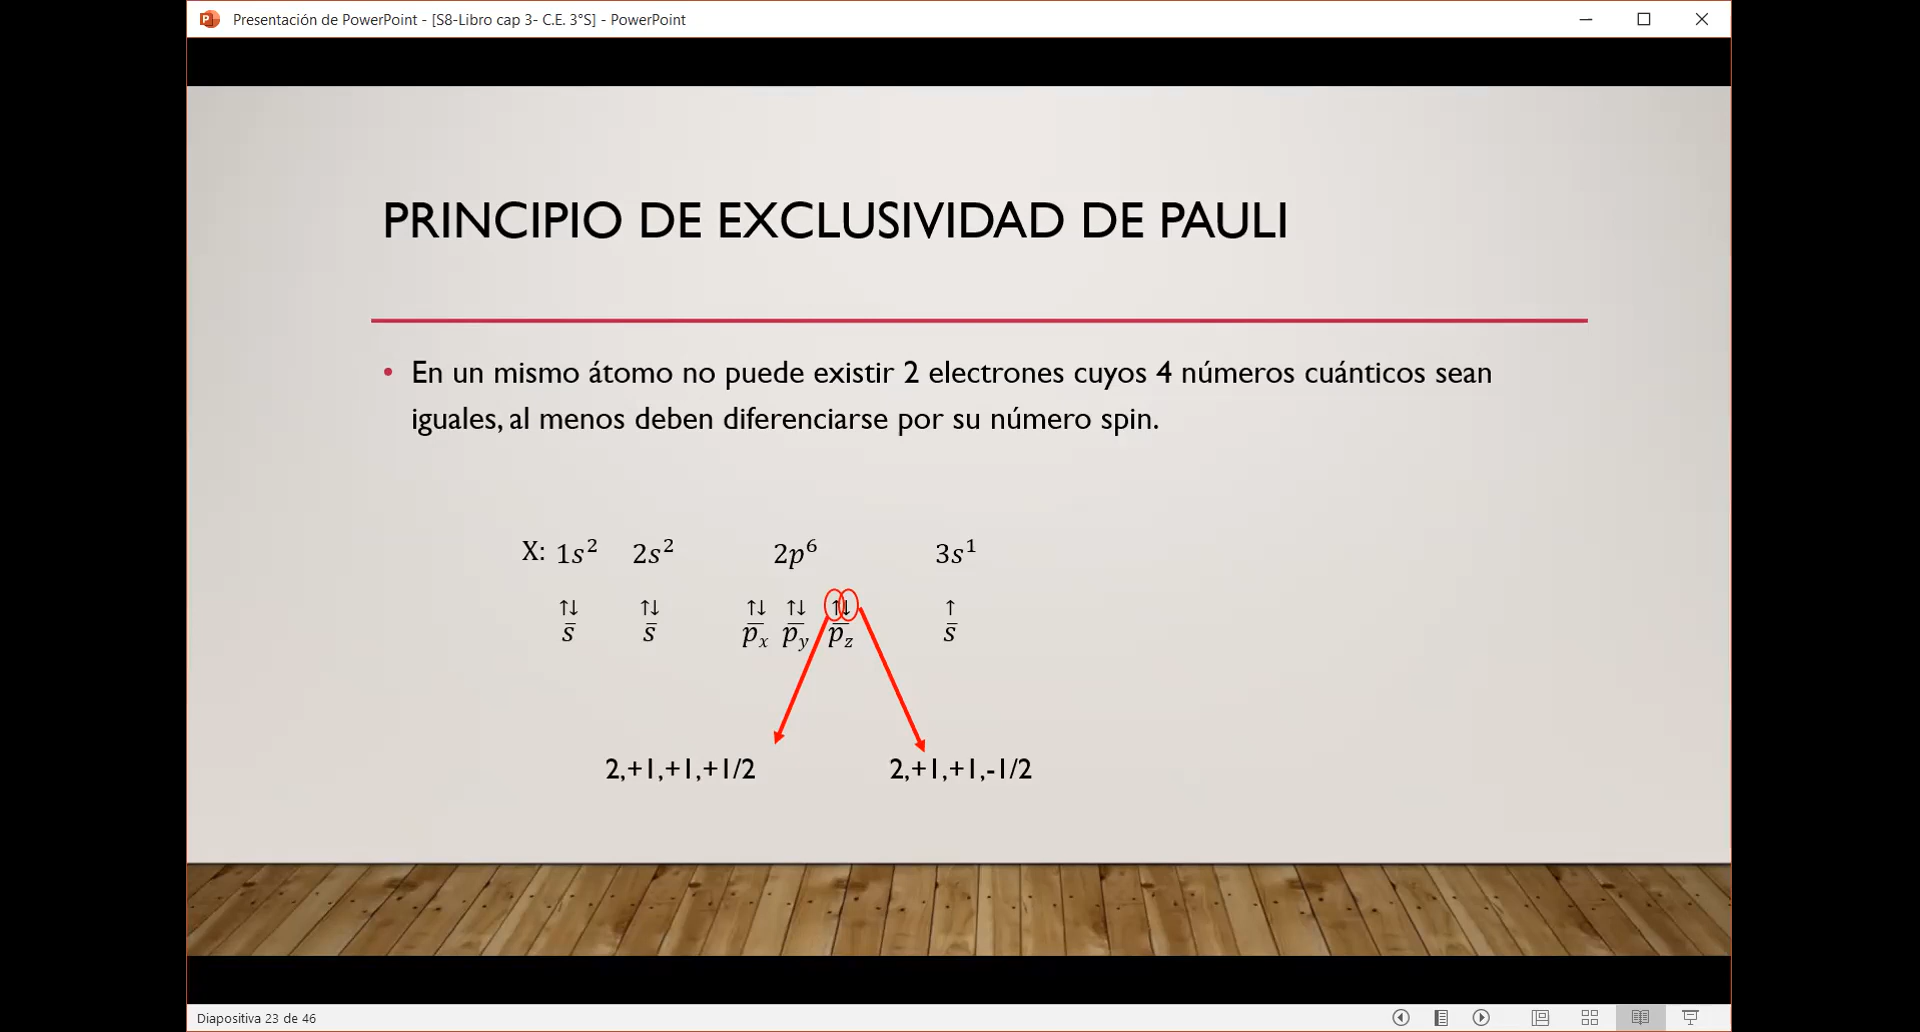 Presentación de PowerPoint - [S8-Libro cap 3- C.E. 3°S] - PowerPoint
PRINCIPIO DE EXCLUSIVIDAD DE PAULI
• En un mismo átomo no puede existir 2 electrones cuyos 4 números cuánticos sean
iguales, al menos deben diferenciarse por su número spin.
X: 1s² 2s² 2p⁶ 3s¹
↑↓ ↑↓ ↑↓ ↑↓ ↑↓ ↑
s s pₓ p_y p_z s
2,+1,+1,+1/2 2,+1,+1,-1/2
Diapositiva 23 de 46